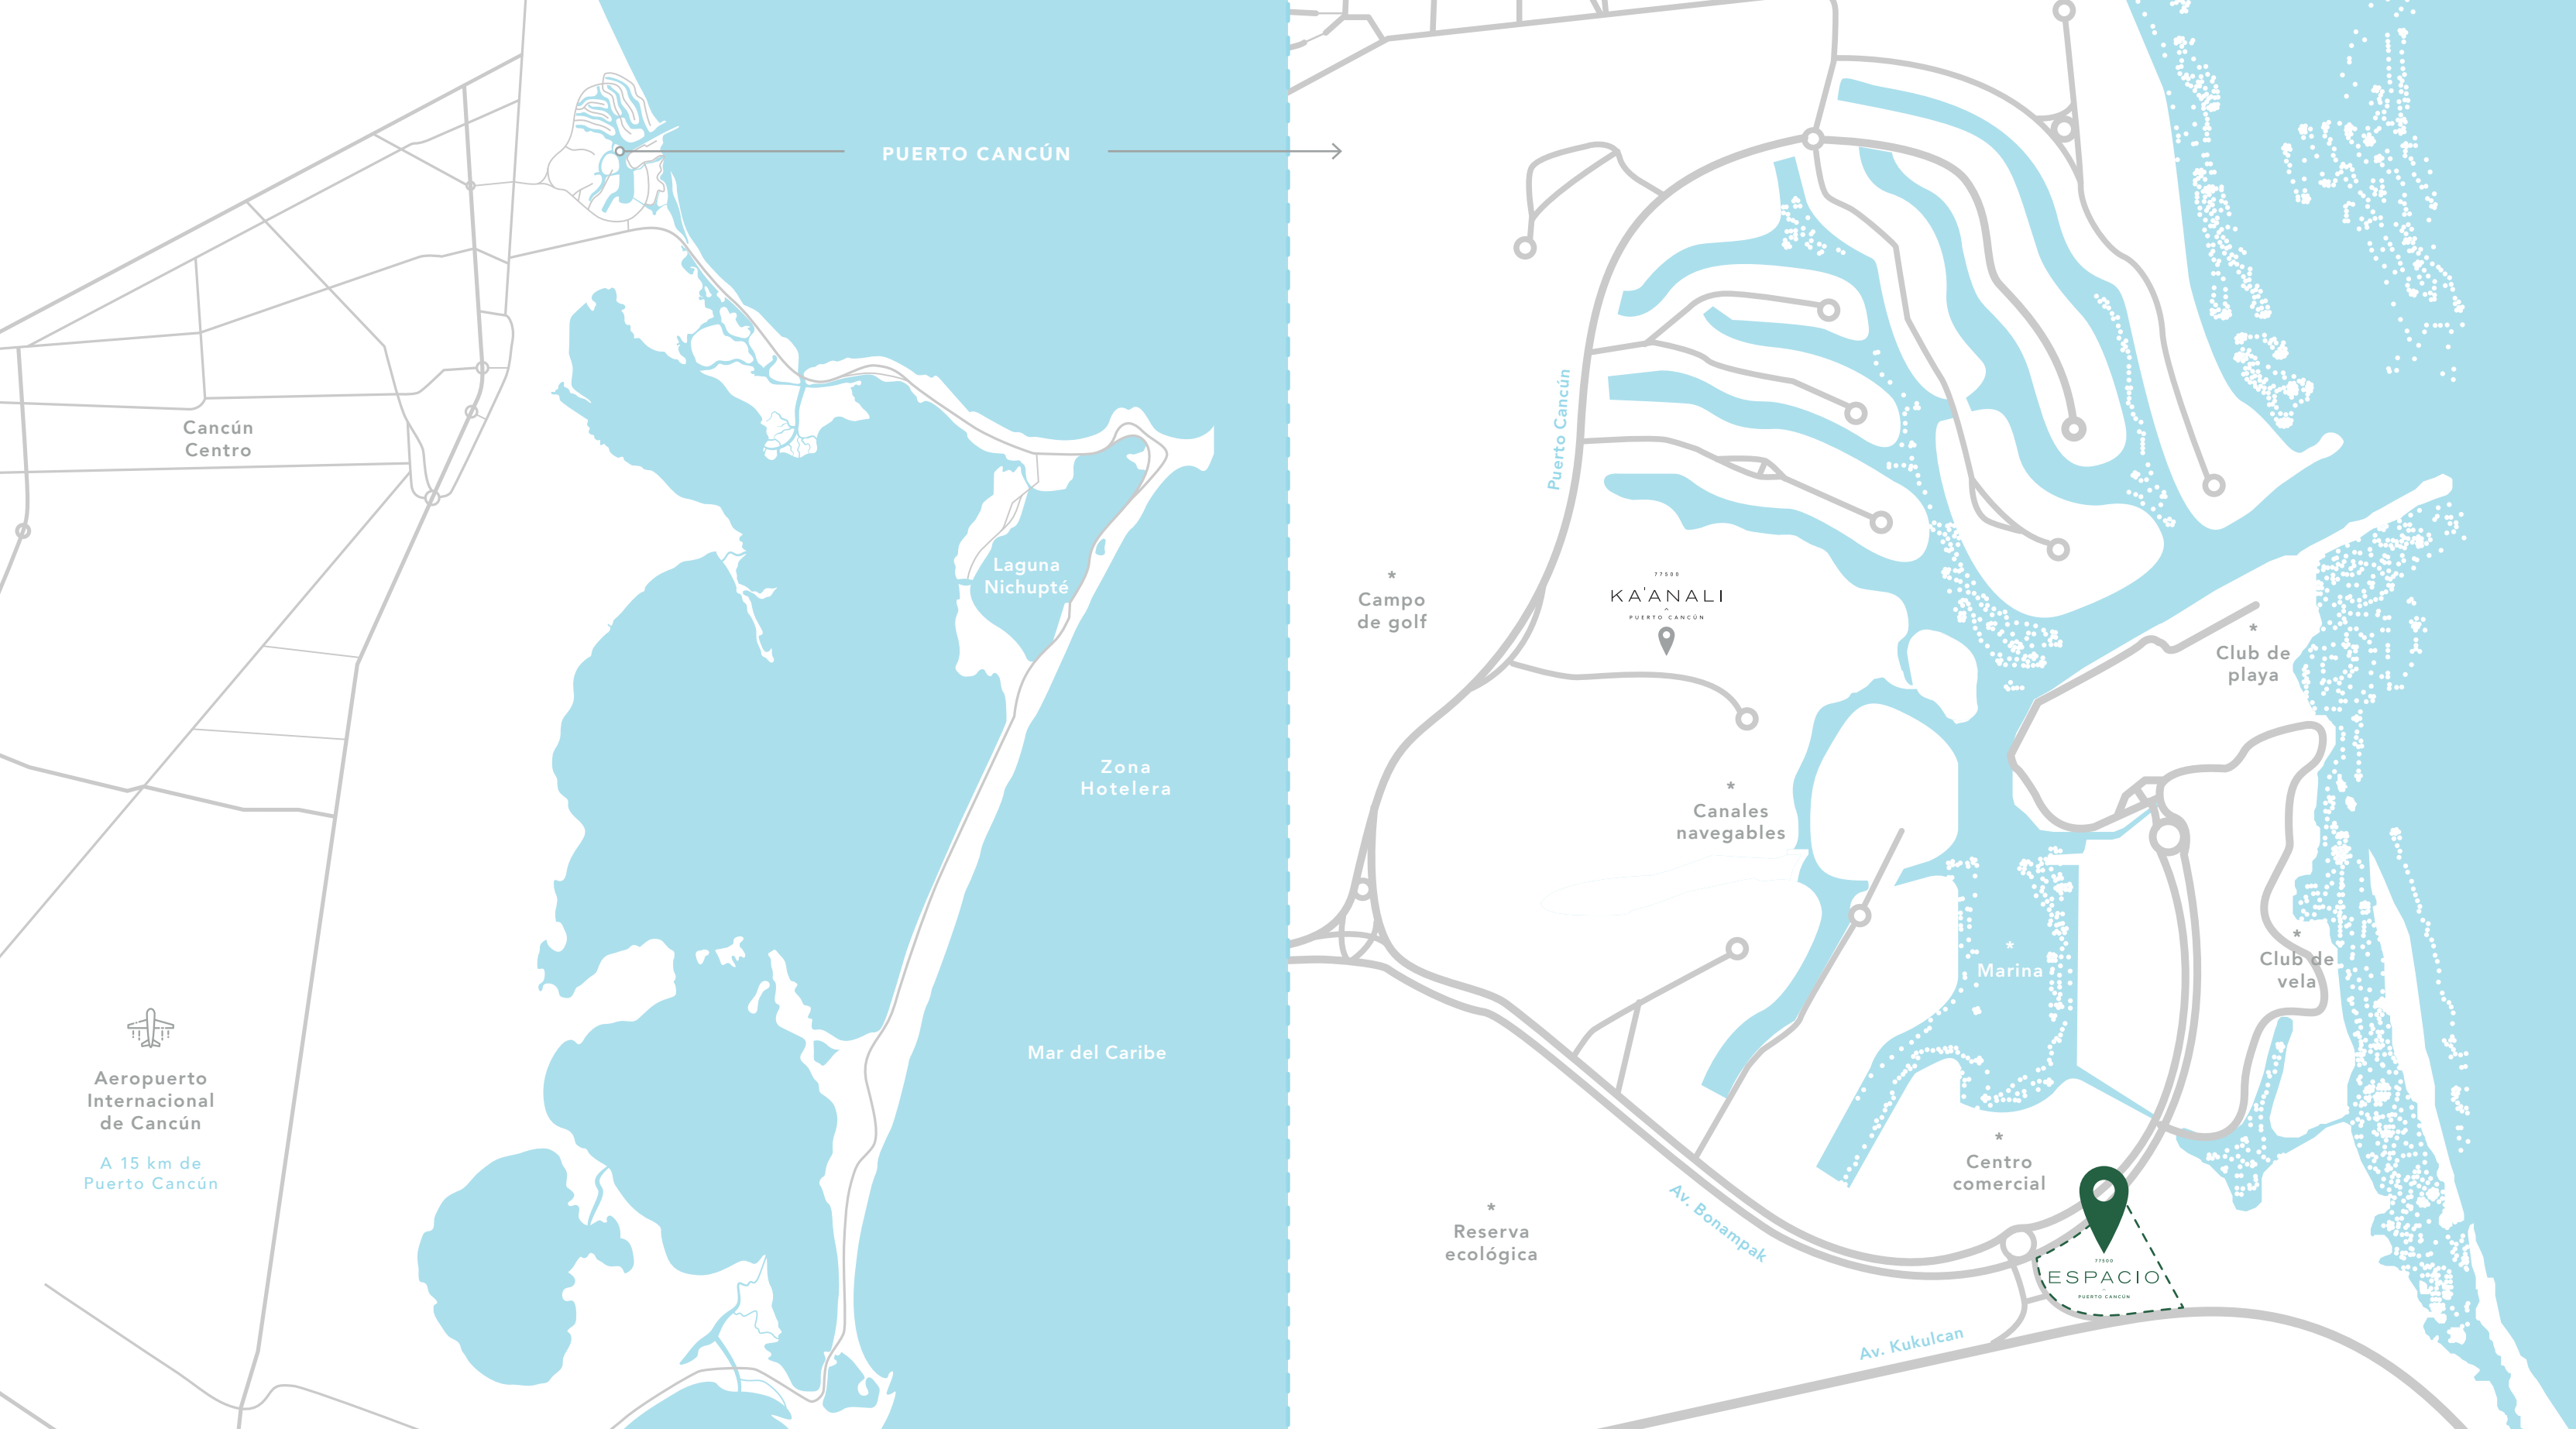 PUERTO CANCÚN
Cancún
Centro
Laguna
Nichupté
Zona
Hotelera
Mar del Caribe
Aeropuerto
Internacional
de Cancún
A 15 km de
Puerto Cancún
Puerto Cancún
*
Campo
de golf
77500
KA'ANALI
PUERTO CANCÚN
*
Club de
playa
*
Canales
navegables
*
Marina
*
Club de
vela
*
Centro
comercial
*
Reserva
ecológica
Av. Bonampak
77500
ESPACIO
PUERTO CANCÚN
Av. Kukulcan